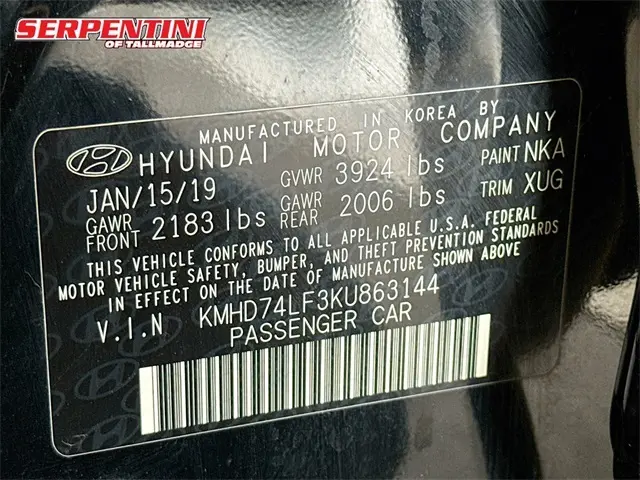 SERPENTINI
OF TALLMADGE
MANUFACTURED IN KOREA BY
HYUNDAI MOTOR COMPANY
JAN/15/19 GVWR 3924 lbs PAINT NKA
GAWR FRONT 2183 lbs GAWR REAR 2006 lbs TRIM XUG
THIS VEHICLE CONFORMS TO ALL APPLICABLE U.S.A. FEDERAL
MOTOR VEHICLE SAFETY, BUMPER, AND THEFT PREVENTION STANDARDS
IN EFFECT ON THE DATE OF MANUFACTURE SHOWN ABOVE
V.I.N KMHD74LF3KU863144
PASSENGER CAR